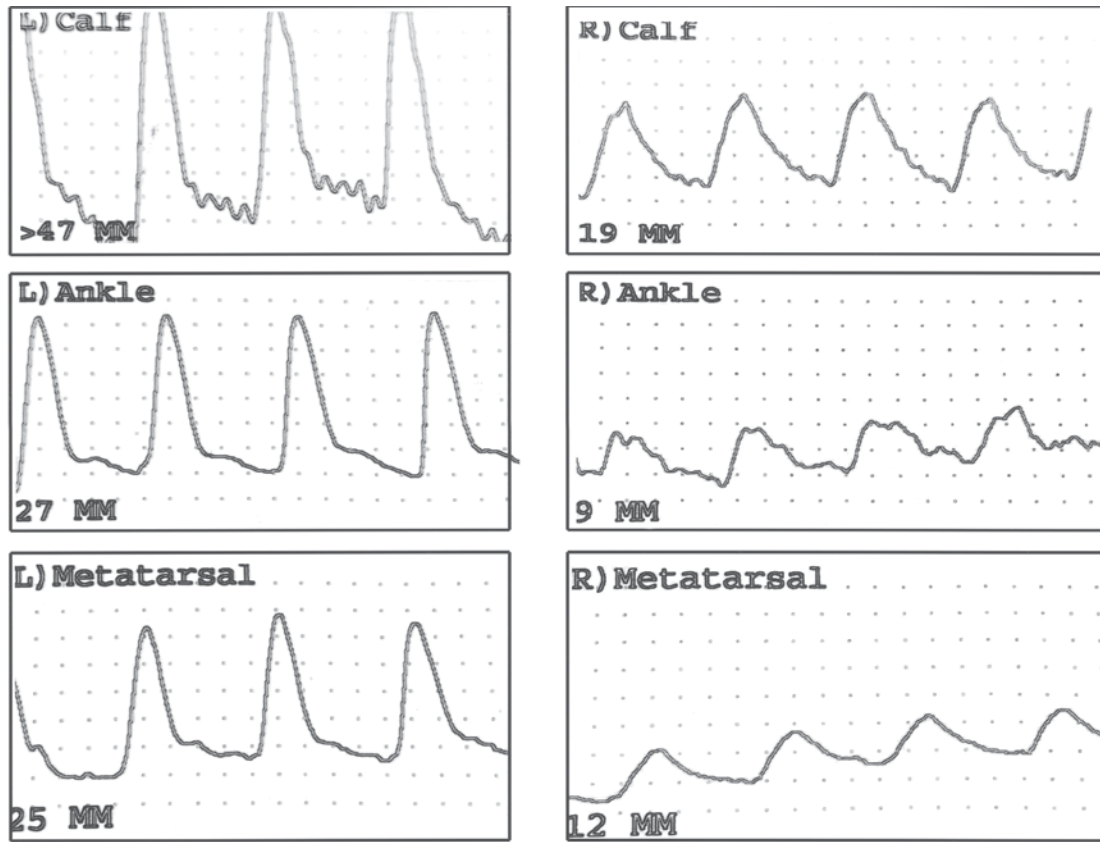 L) Calf
>47 MM
R) Calf
19 MM
L) Ankle
27 MM
R) Ankle
9 MM
L) Metatarsal
25 MM
R) Metatarsal
12 MM